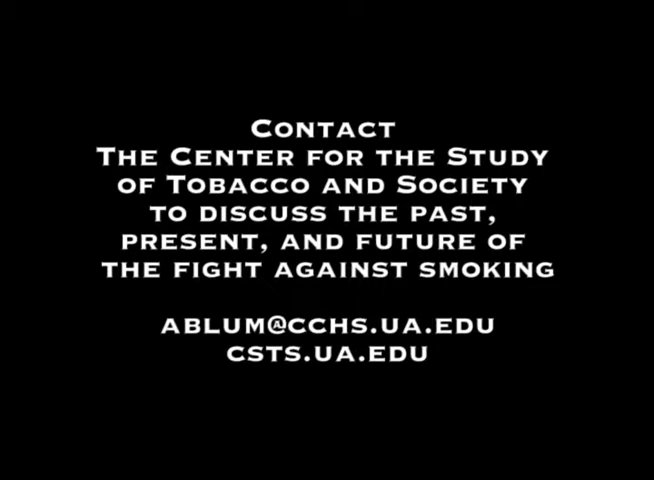 Contact
The Center for the Study
of Tobacco and Society
to discuss the past,
present, and future of
the fight against smoking
ablum@cchs.ua.edu
csts.ua.edu